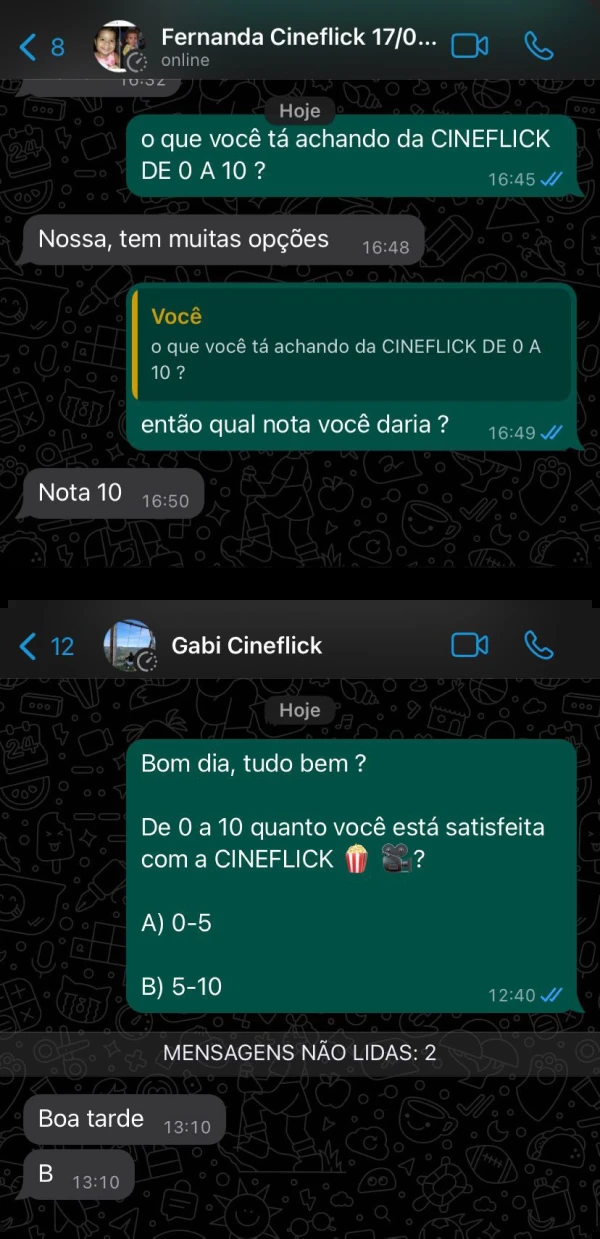 8
Fernanda Cineflick 17/0...
online
16:32
Hoje
o que você tá achando da CINEFLICK
DE 0 A 10 ?
16:45
Nossa, tem muitas opções
16:48
Você
o que você tá achando da CINEFLICK DE 0 A
10 ?
então qual nota você daria ?
16:49
Nota 10
16:50
12
Gabi Cineflick
Hoje
Bom dia, tudo bem ?
De 0 a 10 quanto você está satisfeita
com a CINEFLICK 🍿 🎥?
A) 0-5
B) 5-10
12:40
MENSAGENS NÃO LIDAS: 2
Boa tarde
13:10
B
13:10